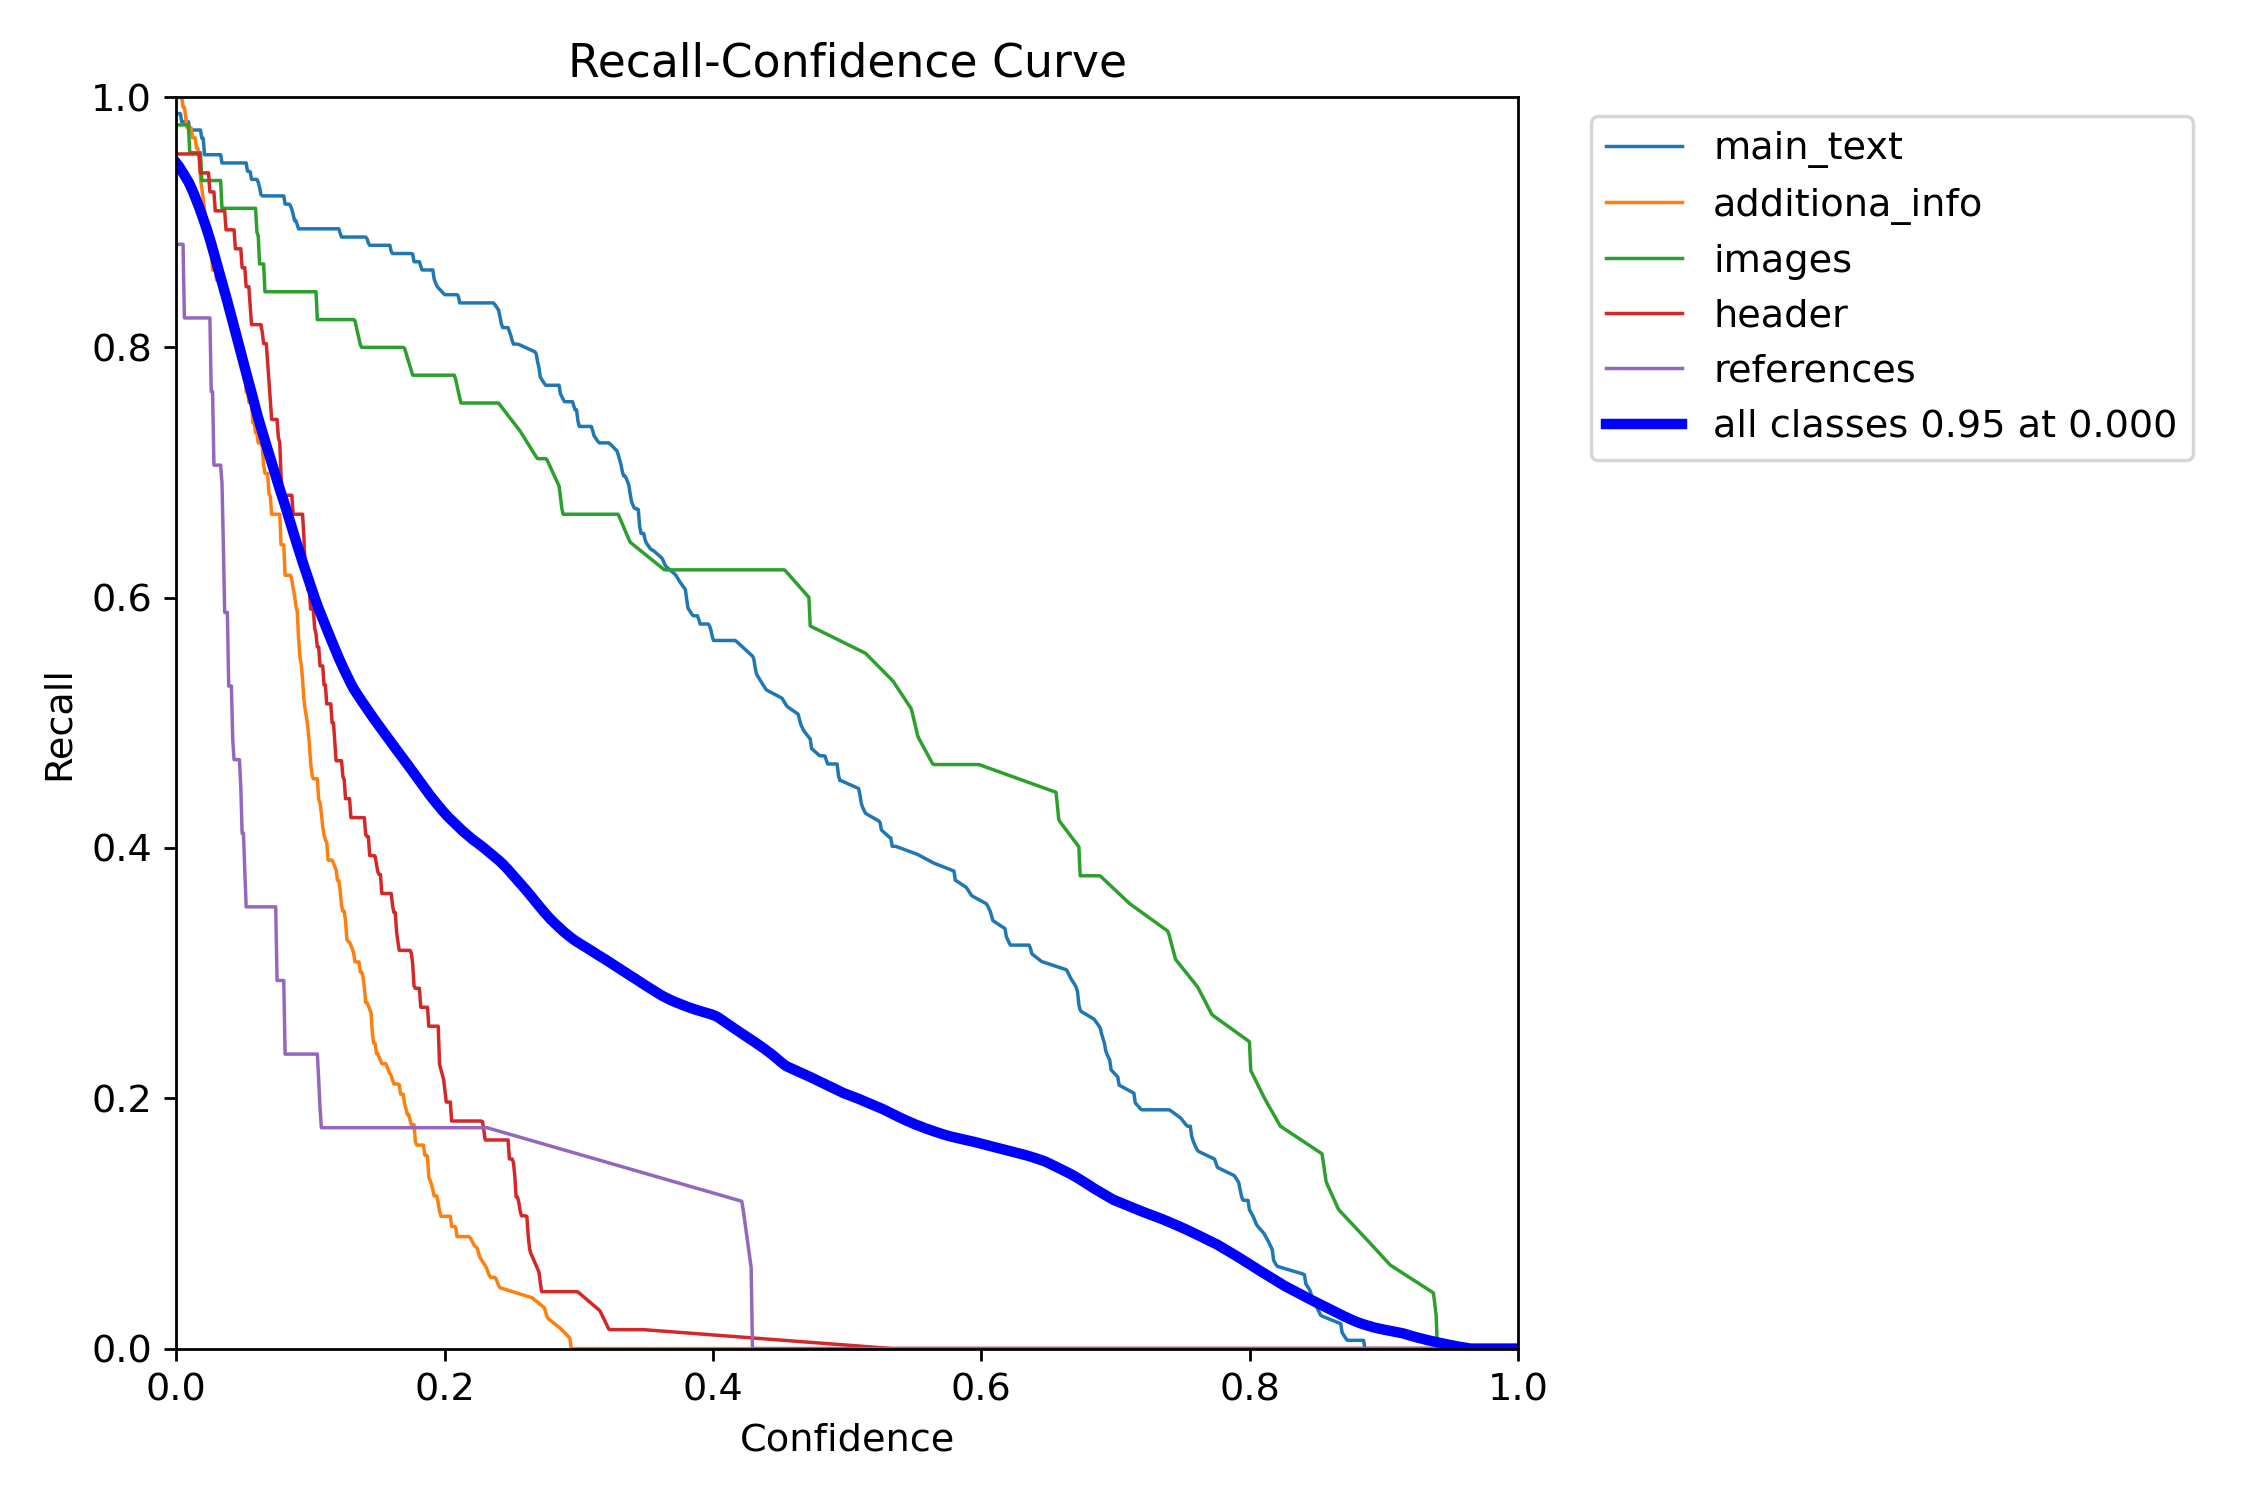 Recall-Confidence Curve
1.0
0.8
0.6
0.4
0.2
0.0
Recall
0.0 0.2 0.4 0.6 0.8 1.0
Confidence
main_text
additiona_info
images
header
references
all classes 0.95 at 0.000